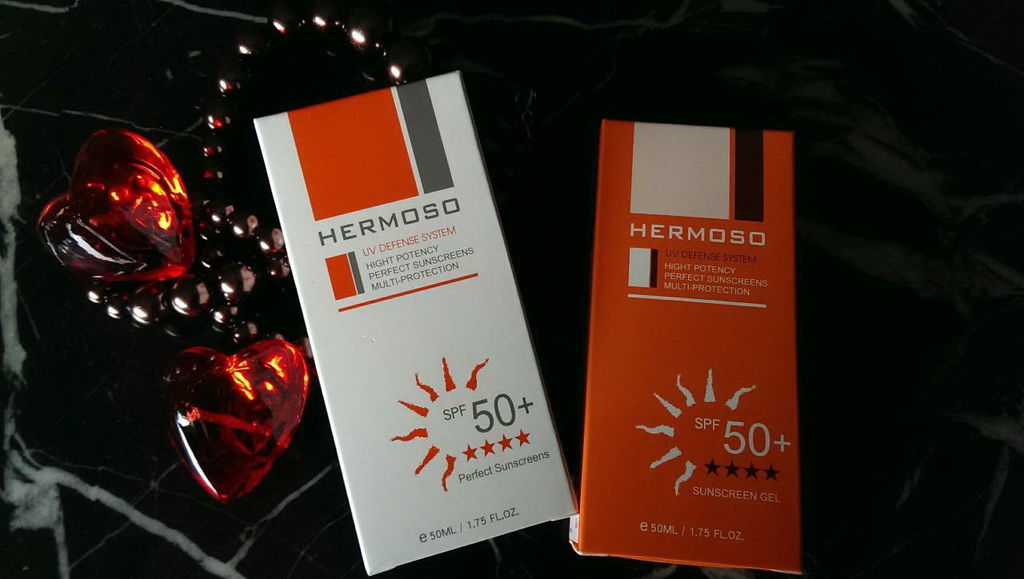 HERMOSO
UV DEFENSE SYSTEM
HIGHT POTENCY
PERFECT SUNSCREENS
MULTI-PROTECTION
SPF 50+
Perfect Sunscreens
e 50ML / 1.75 FL.OZ.
HERMOSO
UV DEFENSE SYSTEM
HIGHT POTENCY
PERFECT SUNSCREENS
MULTI-PROTECTION
SPF 50+
SUNSCREEN GEL
e 50ML / 1.75 FL.OZ.